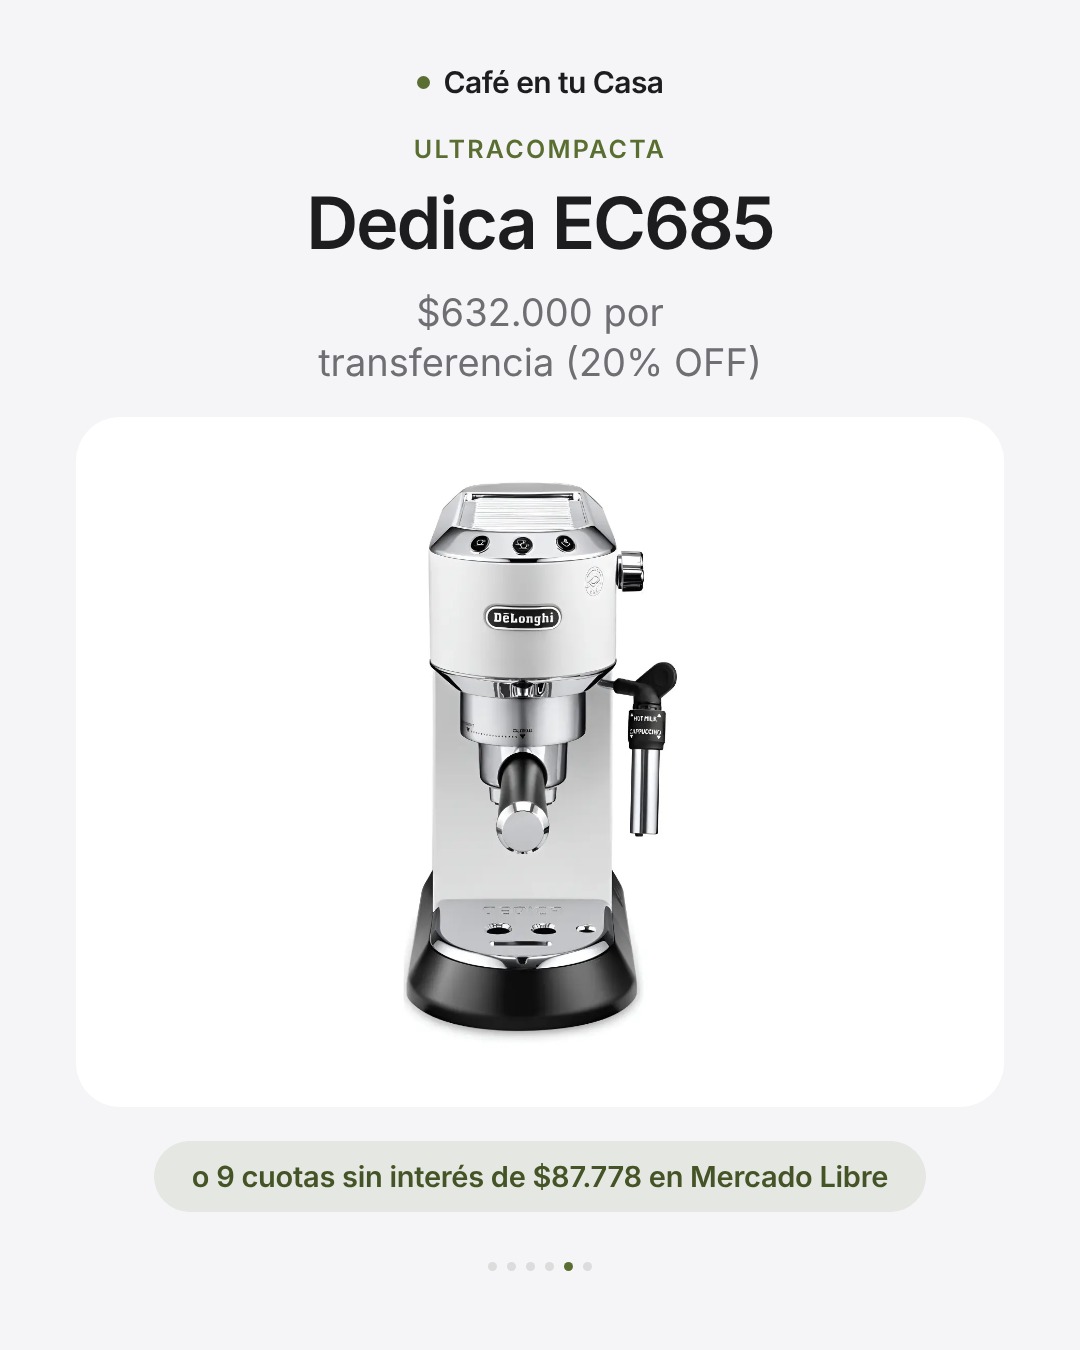 Café en tu Casa
ULTRACOMPACTA
Dedica EC685
$632.000 por
transferencia (20% OFF)
DeLonghi
HOT MILK
CAPPUCCINO
o 9 cuotas sin interés de $87.778 en Mercado Libre